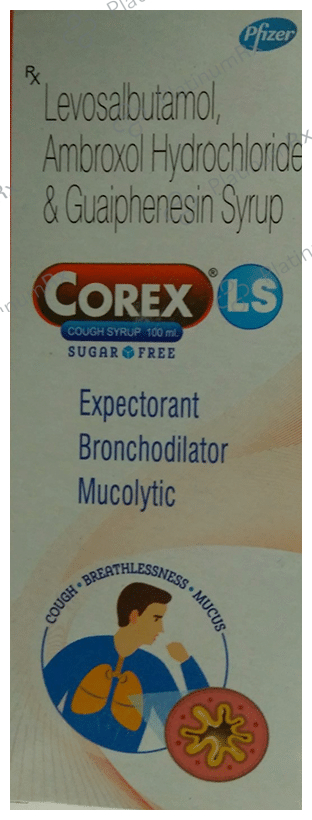 Pfizer
Rx
Levosalbutamol,
Ambroxol Hydrochloride
& Guaiphenesin Syrup
COREX® LS
COUGH SYRUP 100 ml.
SUGAR FREE
Expectorant
Bronchodilator
Mucolytic
COUGH • BREATHLESSNESS • MUCUS